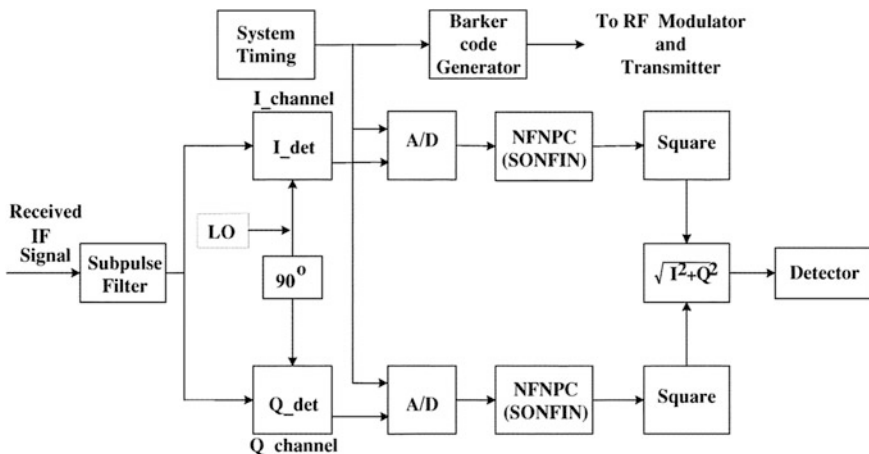 System
Timing
Barker
code
Generator
To RF Modulator
and
Transmitter
I_channel
I_det
A/D
NFNPC
(SONFIN)
Square
Received
IF
Signal
Subpulse
Filter
LO
90°
√I²+Q²
Detector
Q_det
A/D
NFNPC
(SONFIN)
Square
Q_channel